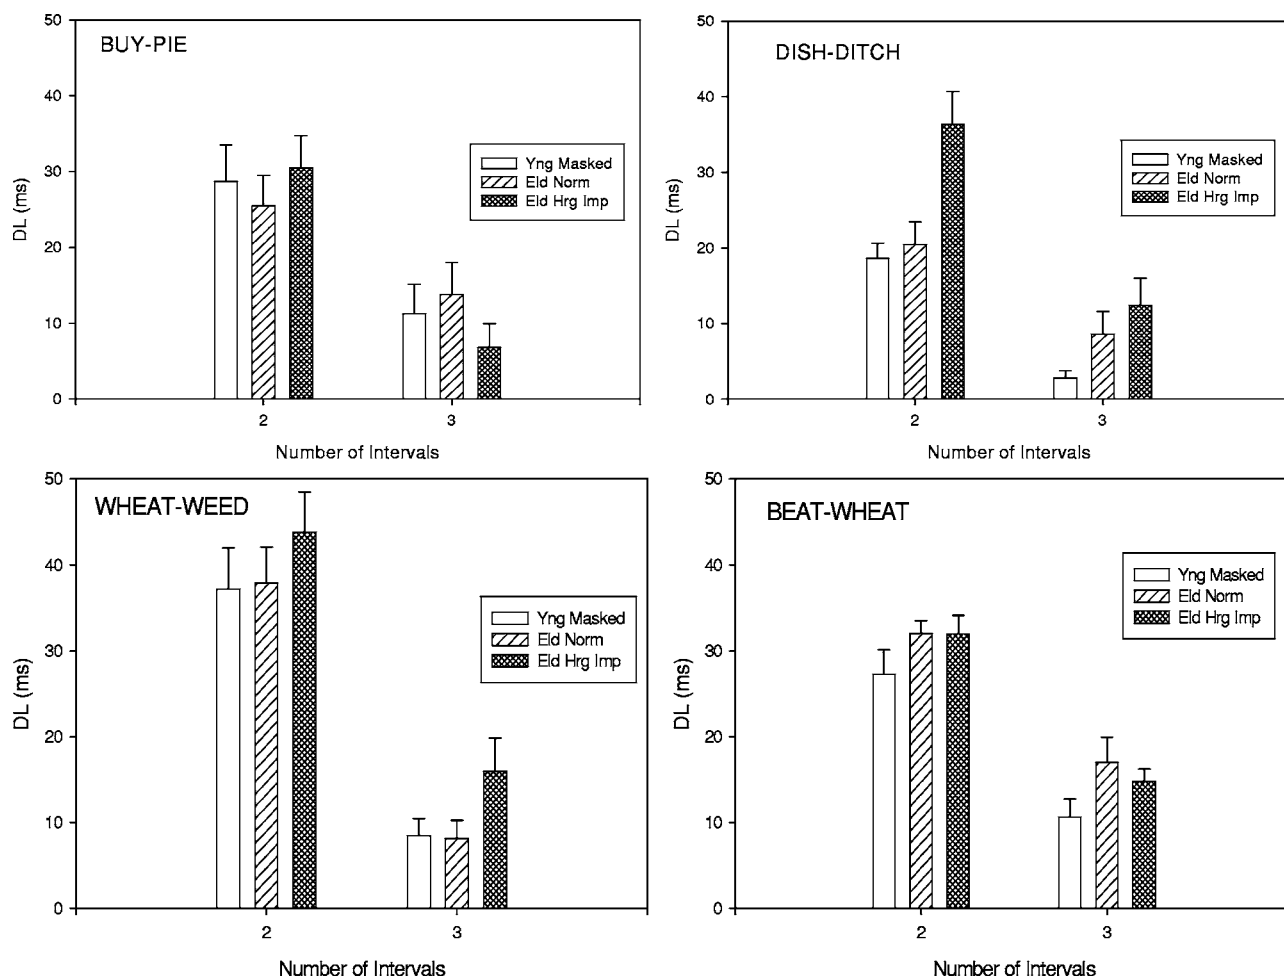 BUY-PIE
50
40
30
20
10
0
DL (ms)
Yng Masked
Eld Norm
Eld Hrg Imp
2
3
Number of Intervals
DISH-DITCH
50
40
30
20
10
0
DL (ms)
Yng Masked
Eld Norm
Eld Hrg Imp
2
3
Number of Intervals
WHEAT-WEED
50
40
30
20
10
0
DL (ms)
Yng Masked
Eld Norm
Eld Hrg Imp
2
3
Number of Intervals
BEAT-WHEAT
50
40
30
20
10
0
DL (ms)
Yng Masked
Eld Norm
Eld Hrg Imp
2
3
Number of Intervals